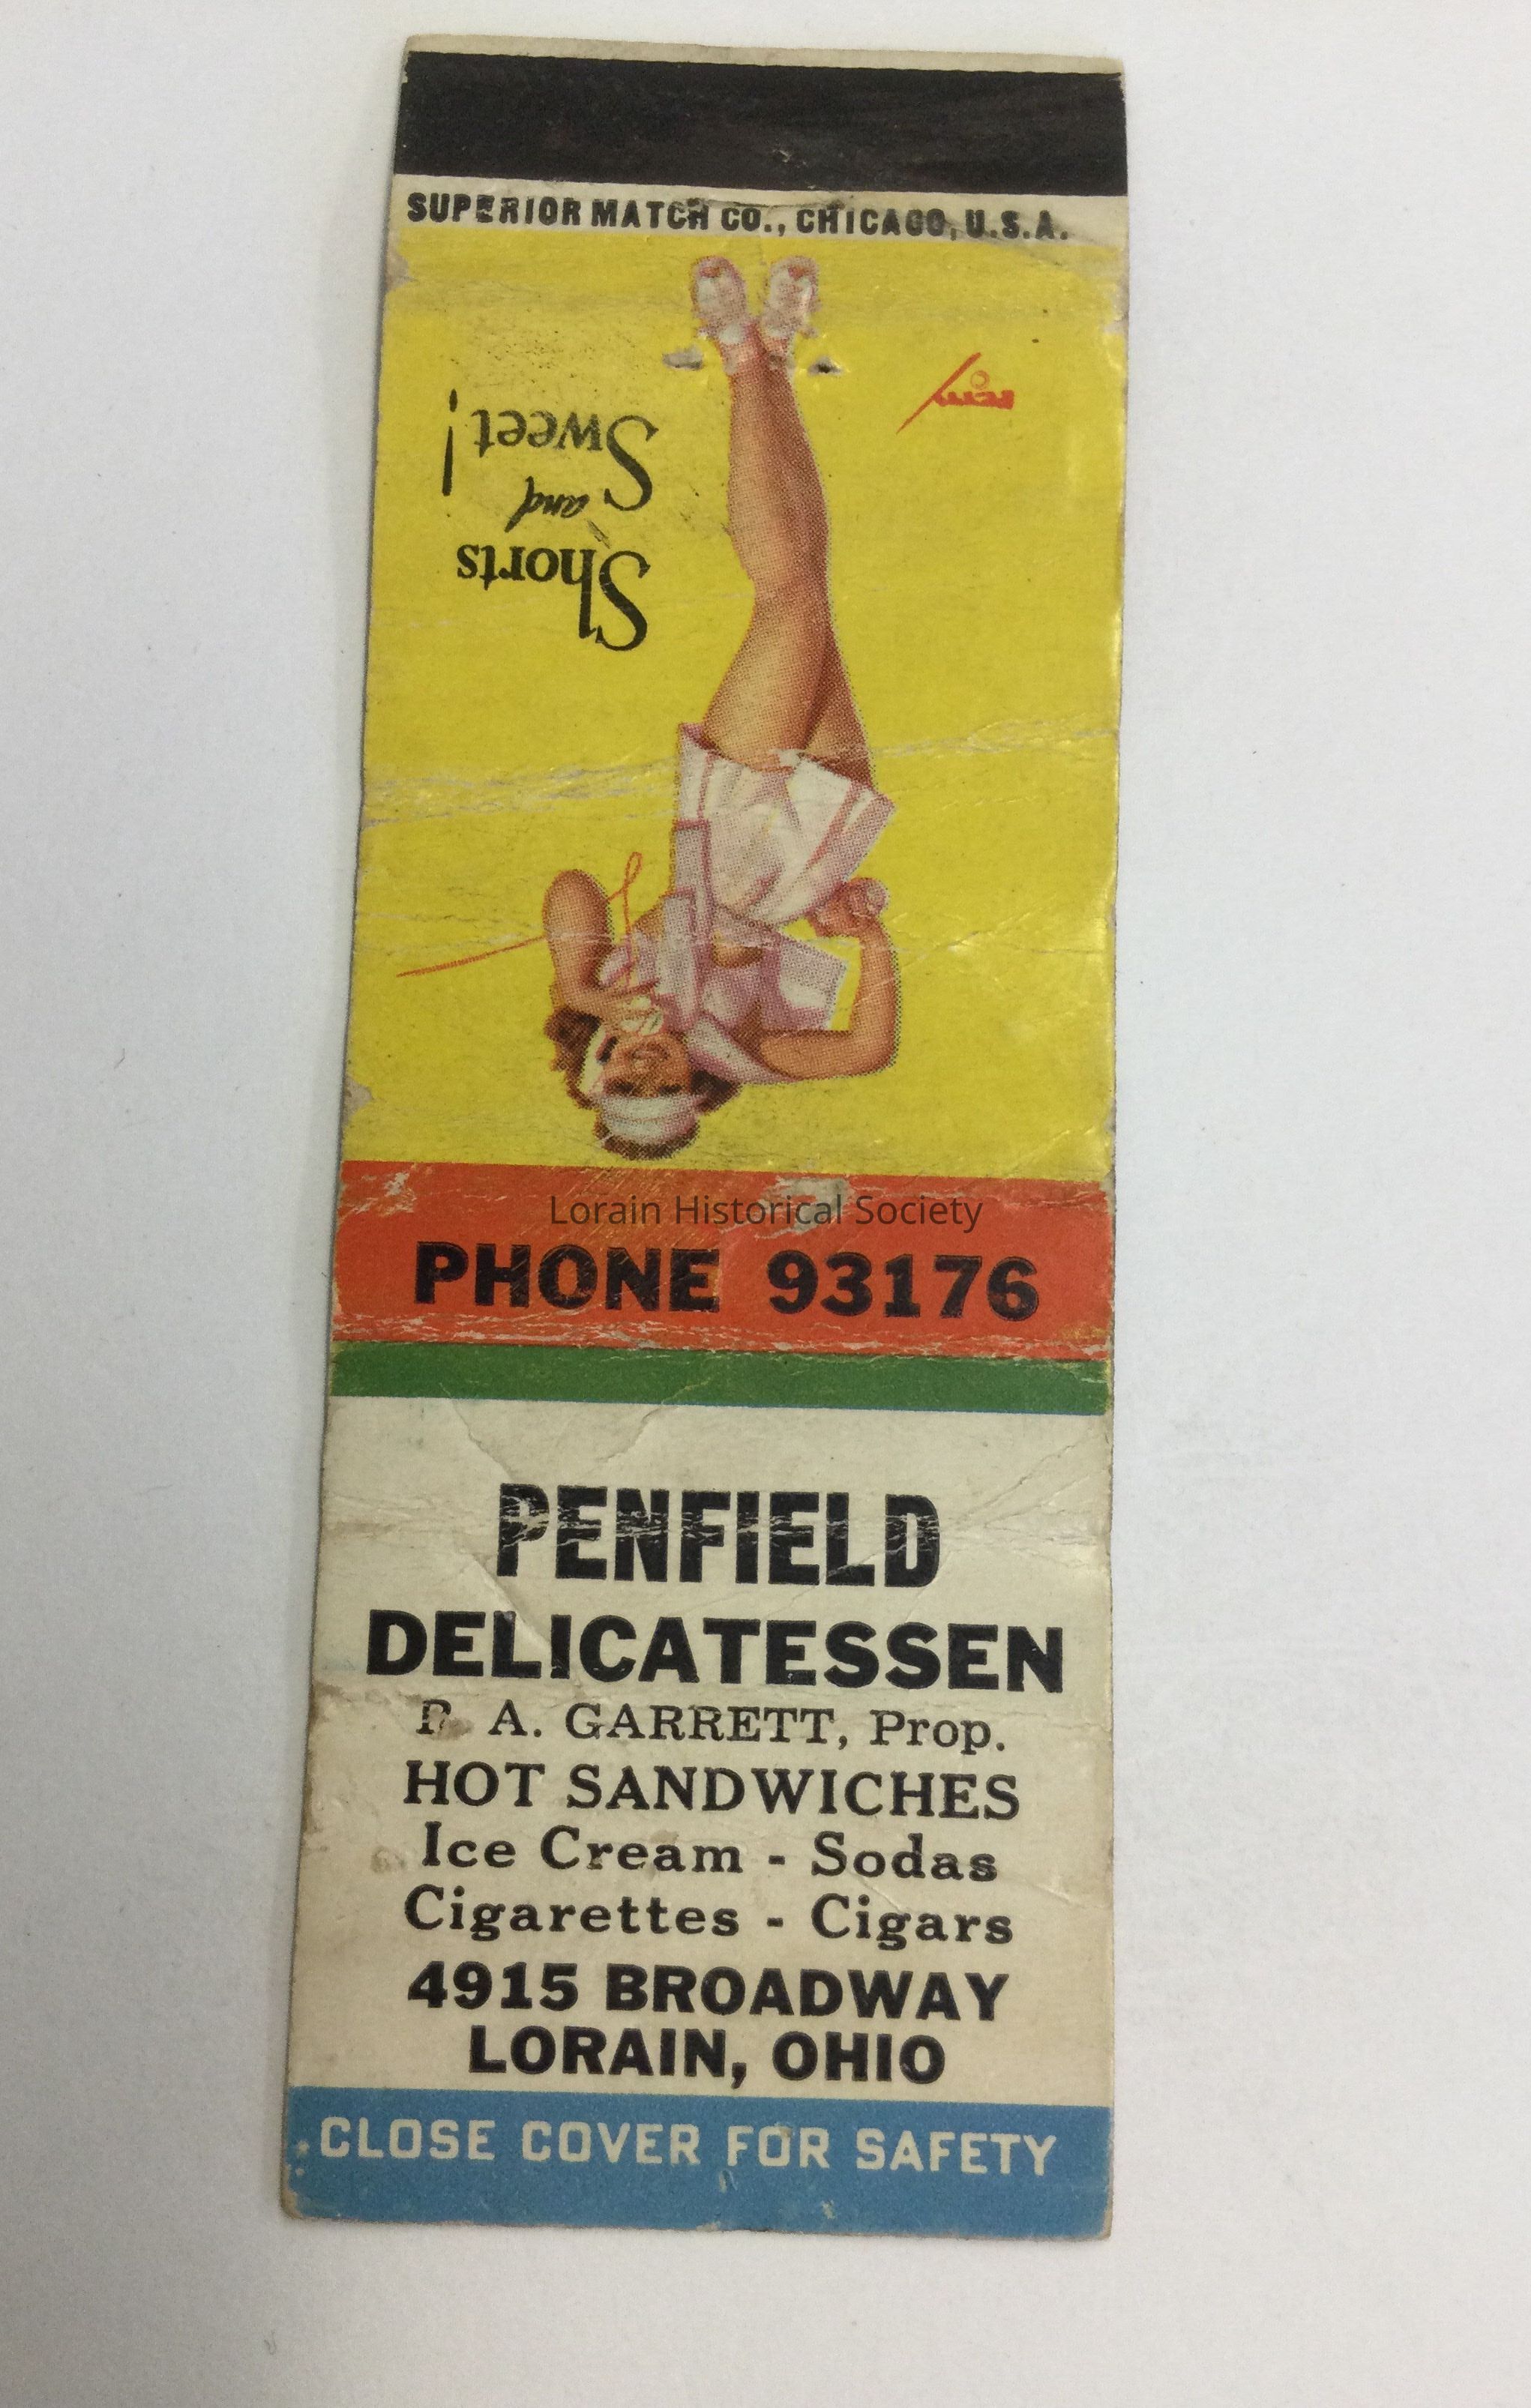 SUPERIOR MATCH CO., CHICAGO, U.S.A.
Shorts
and
Sweet!
Lorain Historical Society
PHONE 93176
PENFIELD
DELICATESSEN
A. GARRETT, Prop.
HOT SANDWICHES
Ice Cream - Sodas
Cigarettes - Cigars
4915 BROADWAY
LORAIN, OHIO
CLOSE COVER FOR SAFETY